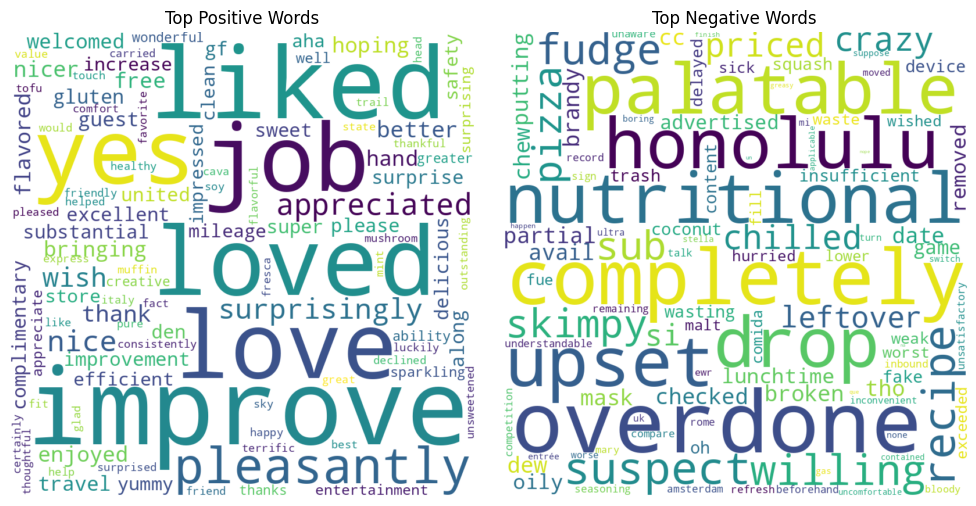 Top Positive Words
Top Negative Words
welcomed
wonderful
aha
hoping
head
value
carried
liked
well
safety
nicer
increase
touch
free
clean
gf
tofu
comfort
favorite
gluten
guest
trail
surprising
flavored
yes
would
job
sweet
state
better
thankful
healthy
impressed
hand
greater
friendly
helped
united
cava
soy
flavorful
surprise
pleased
excellent
appreciated
substantial
mileage
super
please
mushroom
bringing
loved
delicious
outstanding
express
muffin
wish
creative
mint
complimentary
store
italy
fact
surprisingly
fresca
thank
like
pure
den
love
ability
along
appreciate
nice
consistently
luckily
improvement
declined
efficient
great
sparkling
unsweetened
fit
improve
sky
glad
certainly
thoughtful
happy
enjoyed
terrific
best
help
surprised
pleasantly
travel
yummy
friend
thanks
entertainment
unaware
finish
fudge
cc
priced
crazy
suppose
chewputting
delayed
sick
squash
moved
device
pizza
brandy
palatable
greasy
boring
advertised
mi
waste
wished
honolulu
applicable
oh
record
trash
content
insufficient
removed
sign
nutritional
fill
happen
ultra
coconut
stella
turn
partial
sub
talk
chilled
date
avail
hurried
lower
game
switch
fue
completely
remaining
wasting
leftover
unsatisfactory
skimpy
si
malt
comida
weak
understandable
drop
worst
inbound
upset
ewr
lunchtime
fake
recipe
mask
checked
broken
tho
inconvenient
exceeded
competition
overdone
uk
rome
none
compare
oh
entrée
worse
mary
suspect
willing
contained
dew
gas
oily
seasoning
amsterdam
refresh
beforehand
uncomfortable
bloody